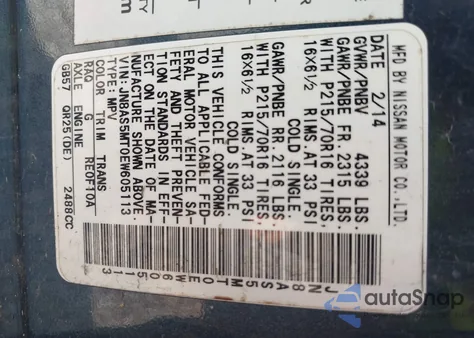 MFD BY NISSAN MOTOR CO.,LTD.
DATE 2/14
GVWR/PNBV 4339 LBS.
GAWR/PNBE FR. 2315 LBS.
WITH P215/70R16 TIRES,
16X6½ RIMS, AT 33 PSI
COLD SINGLE.
GAWR/PNBE RR. 2116 LBS.
WITH P215/70R16 TIRES,
16X6½ RIMS, AT 33 PSI
COLD SINGLE.
THIS VEHICLE CONFORMS
TO ALL APPLICABLE FED-
ERAL MOTOR VEHICLE SA-
FETY AND THEFT PREVEN-
TION STANDARDS IN EFF-
ECT ON THE DATE OF MA-
NUFACTURE SHOWN ABOVE.
JN8AS5MT0EW605113
TYPE: MPV
COLOR TRIM TRANS
RAQ G RE0F10A
AXLE ENGINE
GB57 QR25(DE) 2488CC
JN8AS5MT0EW605113
autoSnap